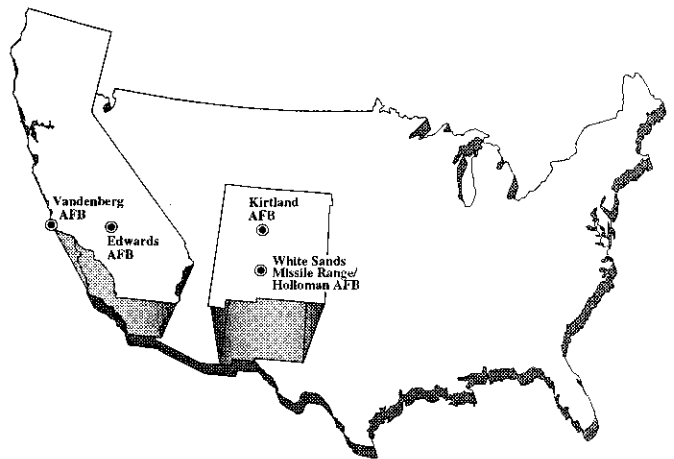 Vandenberg
AFB
Edwards
AFB
Kirtland
AFB
White Sands
Missile Range/
Holloman AFB